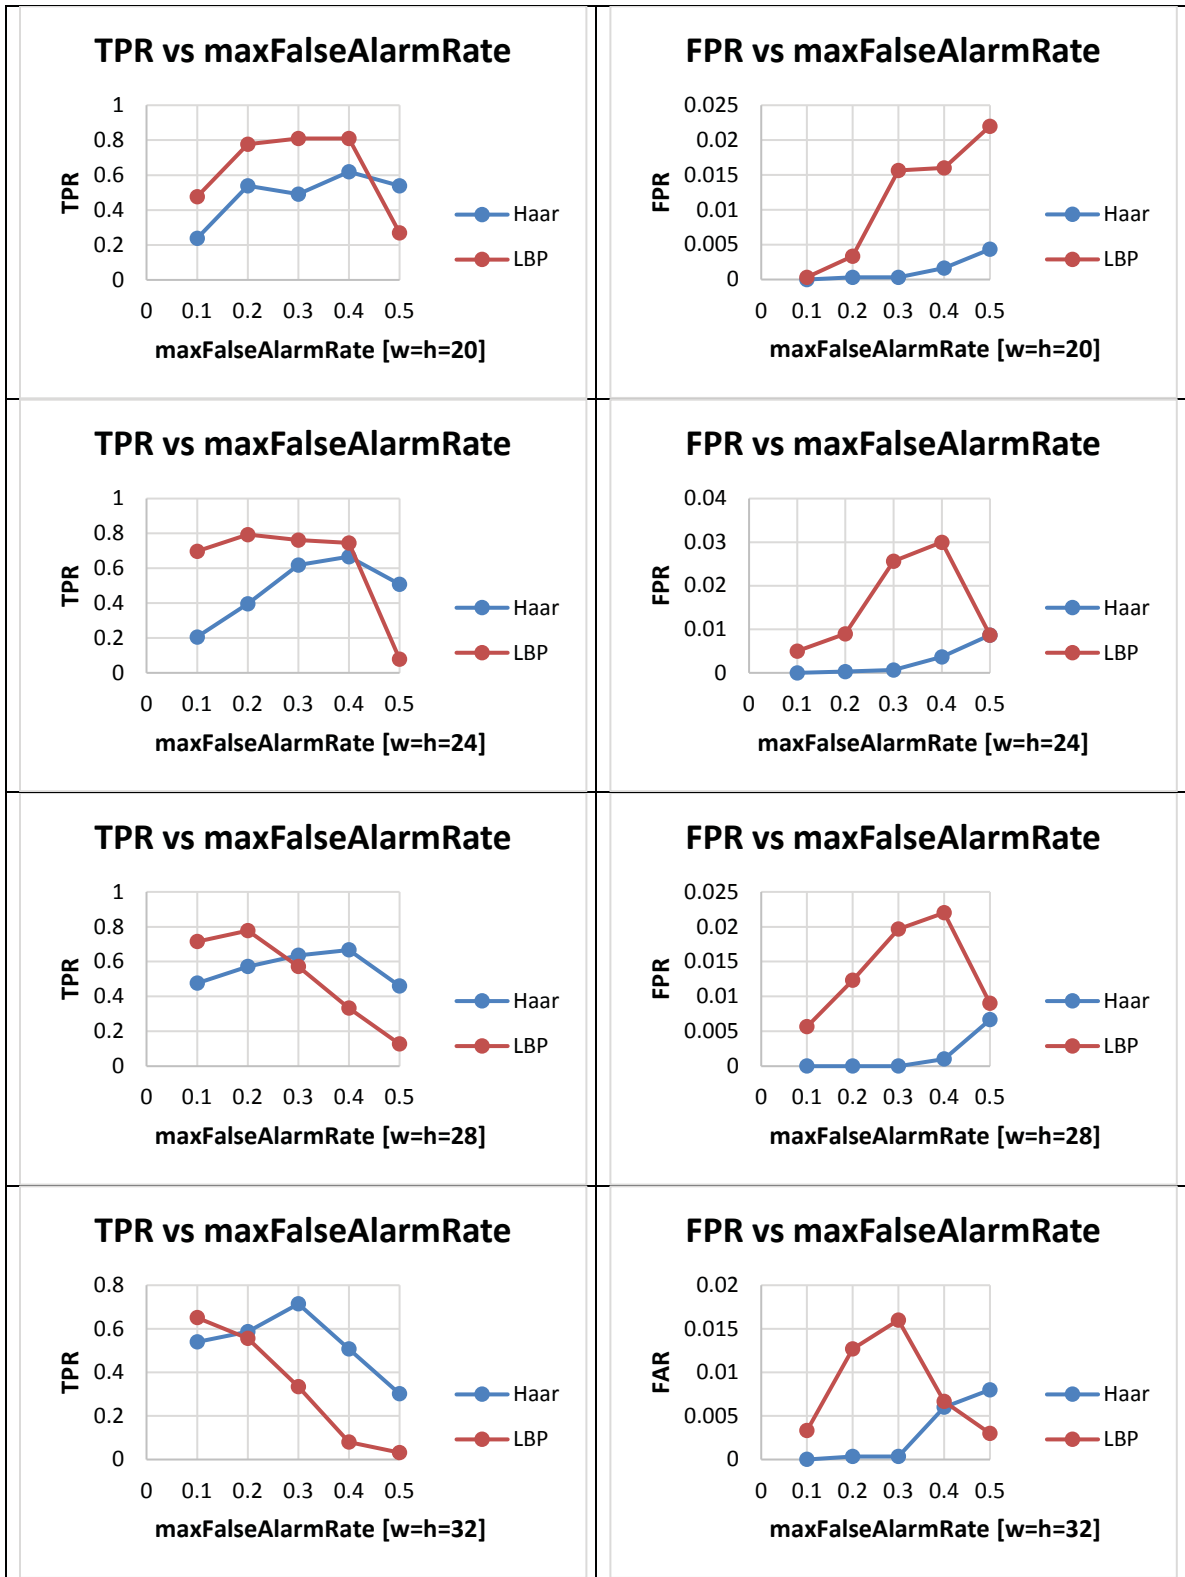 TPR vs maxFalseAlarmRate
1
0.8
0.6
0.4
0.2
0
TPR
0 0.1 0.2 0.3 0.4 0.5
maxFalseAlarmRate [w=h=20]
Haar
LBP
FPR vs maxFalseAlarmRate
0.025
0.02
0.015
0.01
0.005
0
FPR
0 0.1 0.2 0.3 0.4 0.5
maxFalseAlarmRate [w=h=20]
Haar
LBP
TPR vs maxFalseAlarmRate
1
0.8
0.6
0.4
0.2
0
TPR
0 0.1 0.2 0.3 0.4 0.5
maxFalseAlarmRate [w=h=24]
Haar
LBP
FPR vs maxFalseAlarmRate
0.04
0.03
0.02
0.01
0
FPR
0 0.1 0.2 0.3 0.4 0.5
maxFalseAlarmRate [w=h=24]
Haar
LBP
TPR vs maxFalseAlarmRate
1
0.8
0.6
0.4
0.2
0
TPR
0 0.1 0.2 0.3 0.4 0.5
maxFalseAlarmRate [w=h=28]
Haar
LBP
FPR vs maxFalseAlarmRate
0.025
0.02
0.015
0.01
0.005
0
FPR
0 0.1 0.2 0.3 0.4 0.5
maxFalseAlarmRate [w=h=28]
Haar
LBP
TPR vs maxFalseAlarmRate
0.8
0.6
0.4
0.2
0
TPR
0 0.1 0.2 0.3 0.4 0.5
maxFalseAlarmRate [w=h=32]
Haar
LBP
FPR vs maxFalseAlarmRate
0.02
0.015
0.01
0.005
0
FAR
0 0.1 0.2 0.3 0.4 0.5
maxFalseAlarmRate [w=h=32]
Haar
LBP